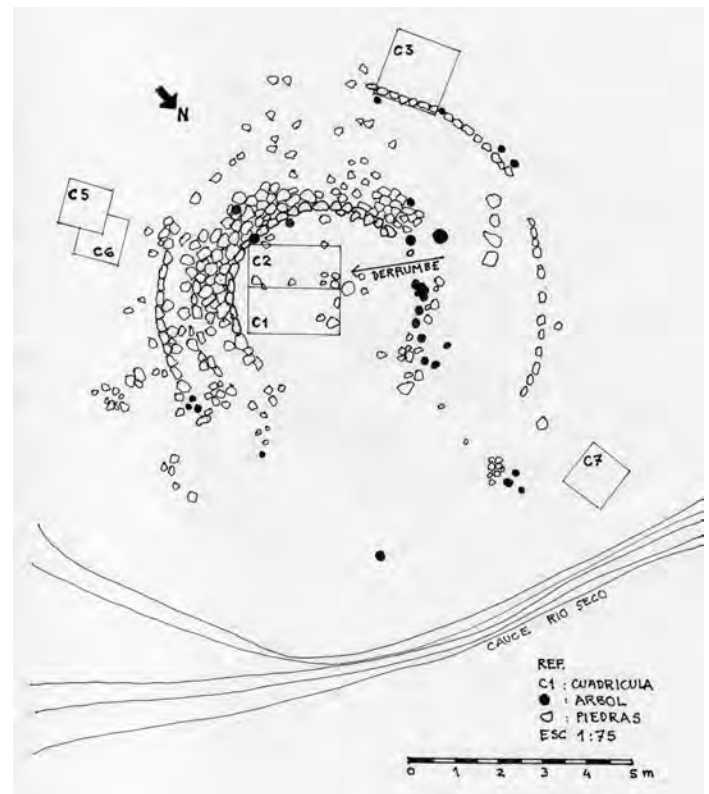 C3
N
C5
C6
C2
DERRUMBE
C1
C7
CAUCE RIO SECO
REF.
C1 : CUADRICULA
: ARBOL
: PIEDRAS
ESC 1:75
0 1 2 3 4 5 m